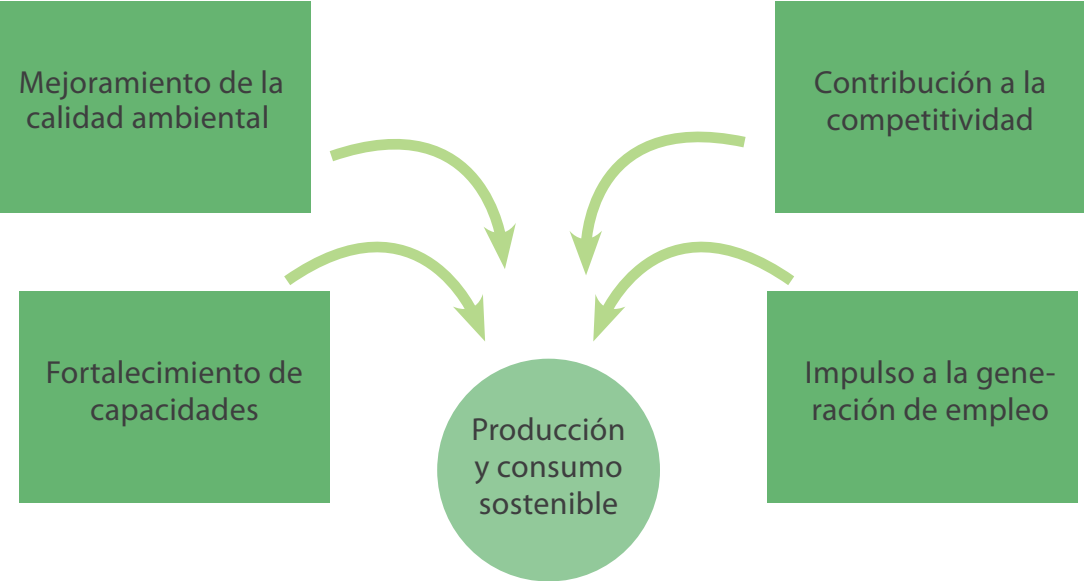 Mejoramiento de la
calidad ambiental
Contribución a la
competitividad
Fortalecimiento de
capacidades
Impulso a la gene-
ración de empleo
Producción
y consumo
sostenible